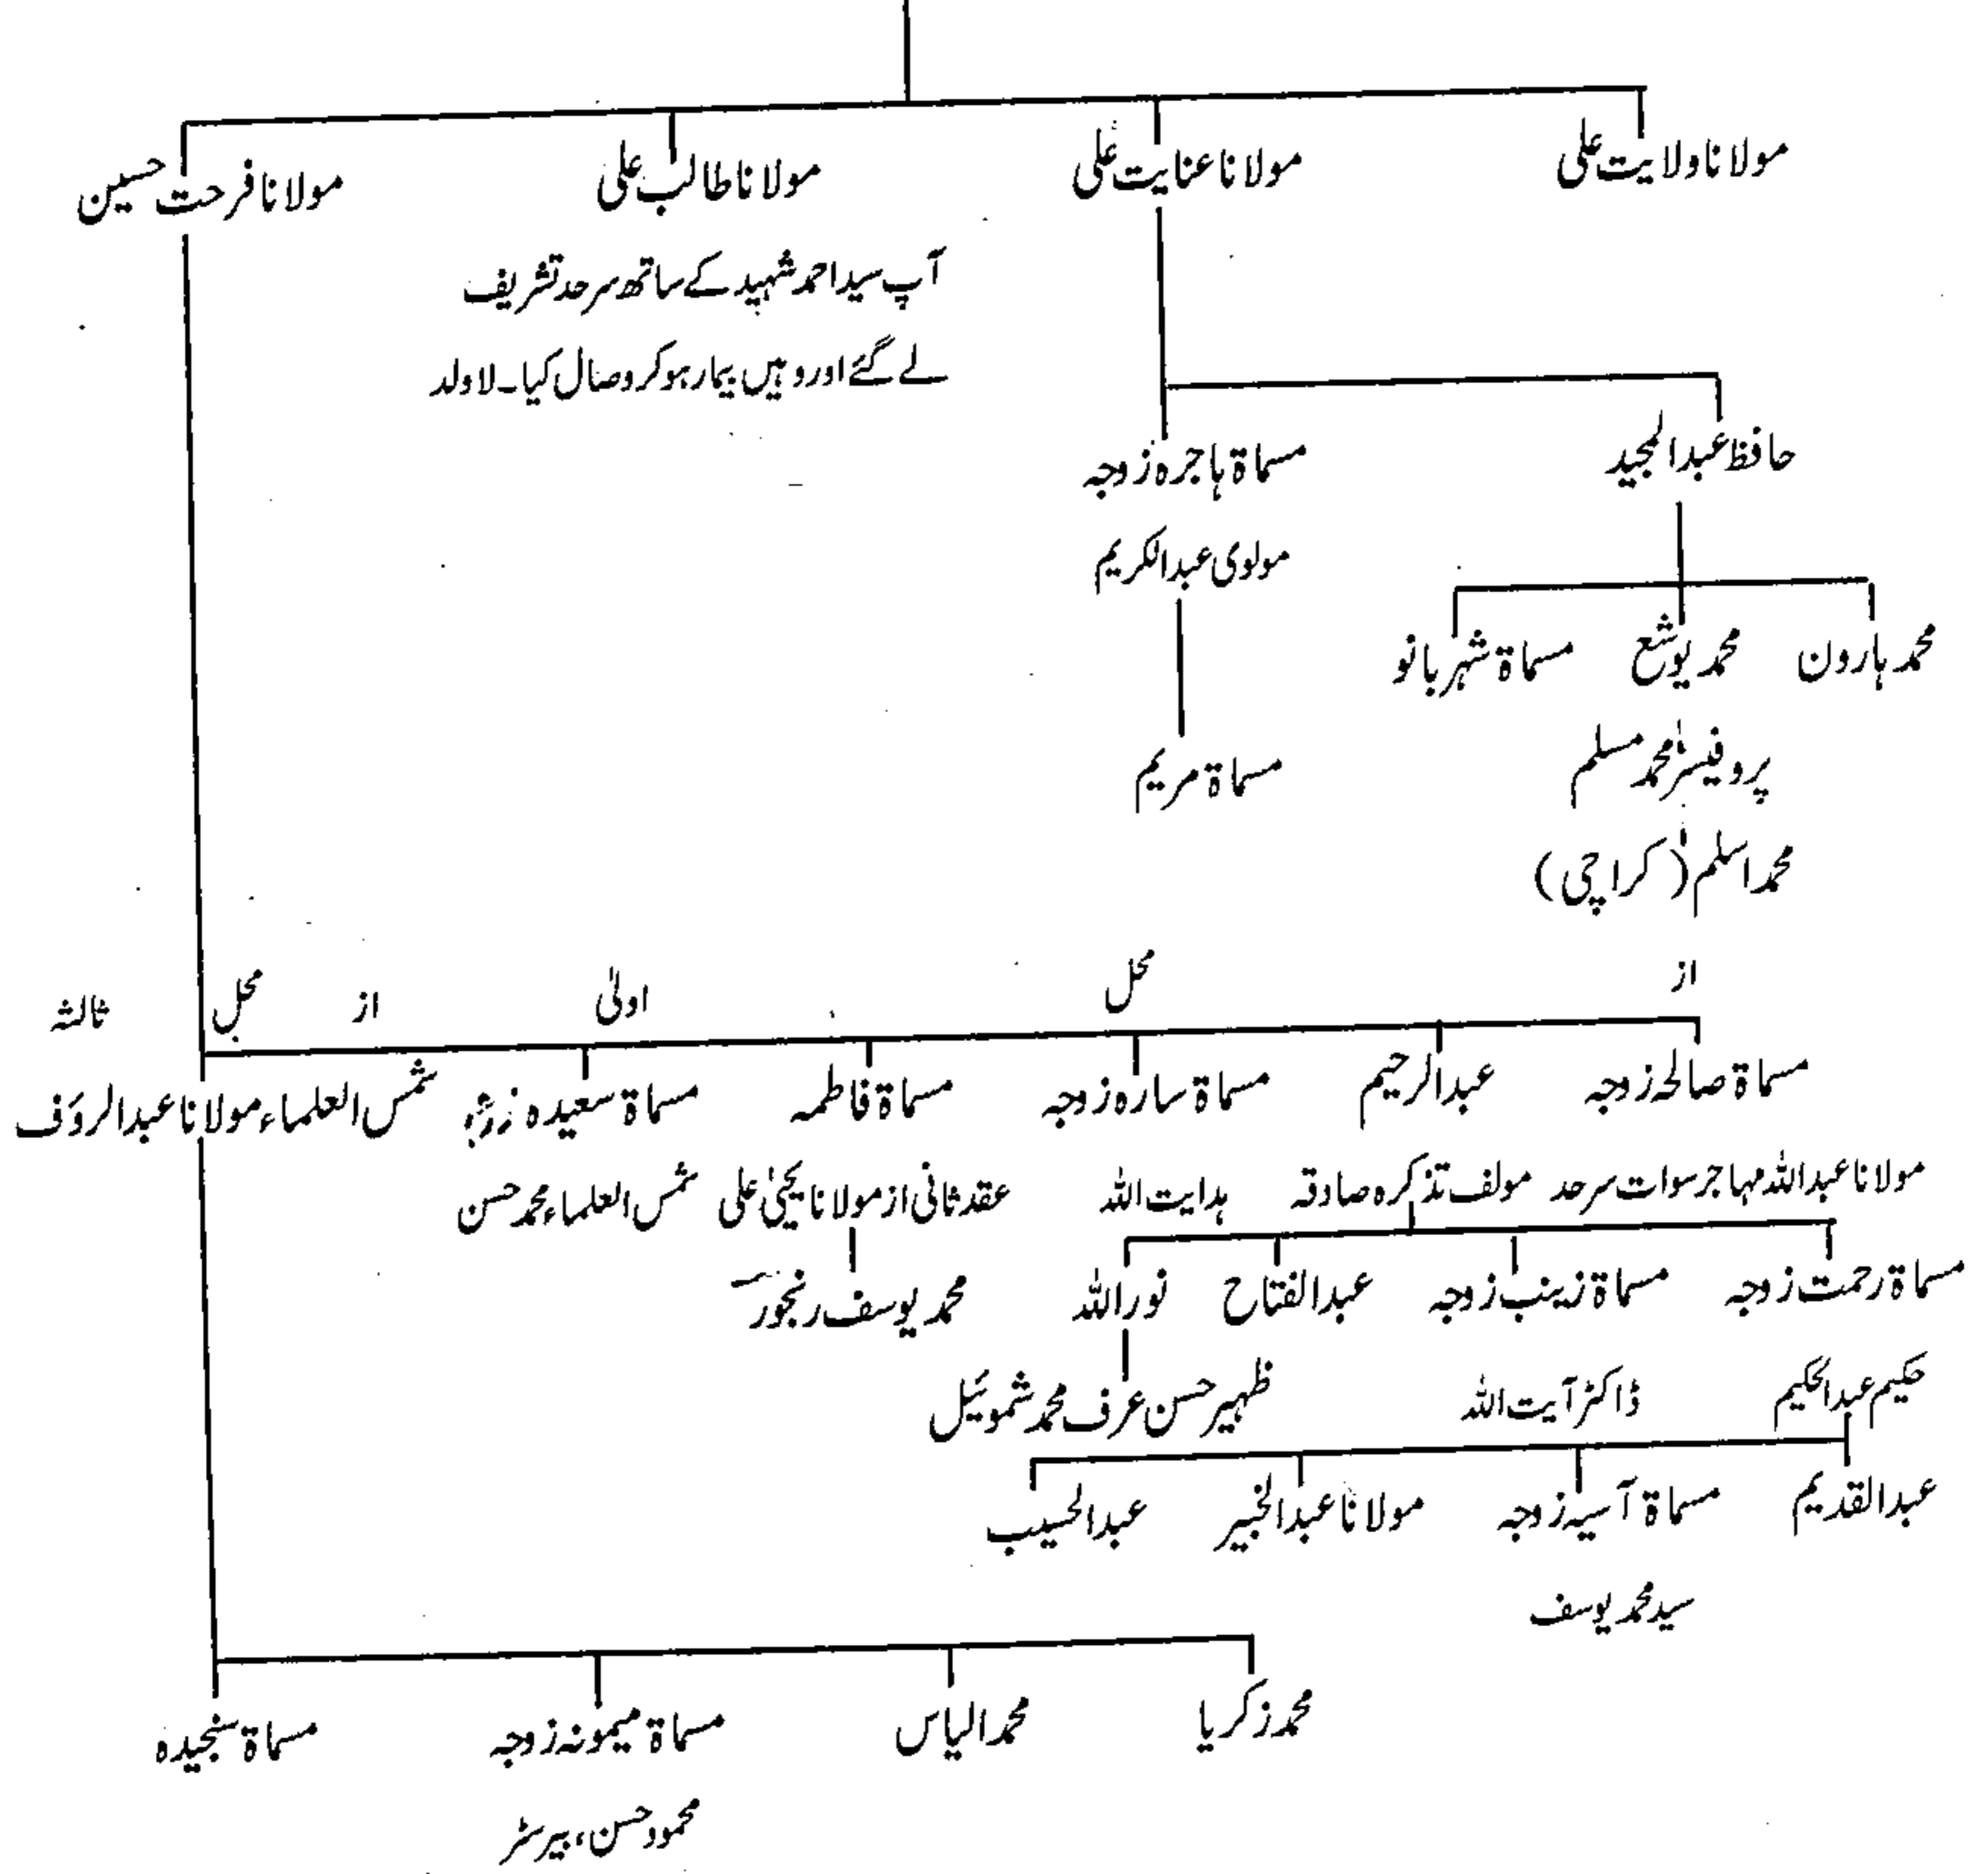 مولانا ولایت علی
مولانا عنایت علی
مولانا طالب علی
مولانا فرحت حسین
آپ سید احمد شہید کے ساتھ سرحد تشریف
لے گئے اور وہیں بیمار ہو کر وصال کیا۔ لاولد
حافظ عبدالمجید
مسماۃ ہاجرہ زوجہ
مولوی عبدالکریم
محمد ہارون
محمد یوشع
مسماۃ شہر بانو
پروفیسر محمد مسلم
مسماۃ مریم
محمد اسلم (کراچی)
از محل اولیٰ
از محل ثالثہ
مسماۃ صالحہ زوجہ
عبدالرحیم
مسماۃ سارہ زوجہ
مسماۃ فاطمہ
مسماۃ سعیدہ زوجہ
شمس العلماء مولانا عبدالرؤف
مولانا عبداللہ مہاجر سوات سرحد
مولف تذکرہ صادقہ
ہدایت اللہ
عقد ثانی از مولانا یحییٰ علی
شمس العلماء محمد حسن
مسماۃ رحمت زوجہ
مسماۃ زینب زوجہ
عبدالفتاح
نور اللہ
محمد یوسف رنجور
حکیم عبدالحکیم
ڈاکٹر آیت اللہ
ظہیر حسن عرف محمد شموئیل
عبدالقدیم
مسماۃ آسیہ زوجہ
مولانا عبدالخبیر
عبدالحسیب
سید محمد یوسف
محمد زکریا
محمد الیاس
مسماۃ میمونہ زوجہ
مسماۃ سنجیدہ
محمود حسن، بیرسٹر